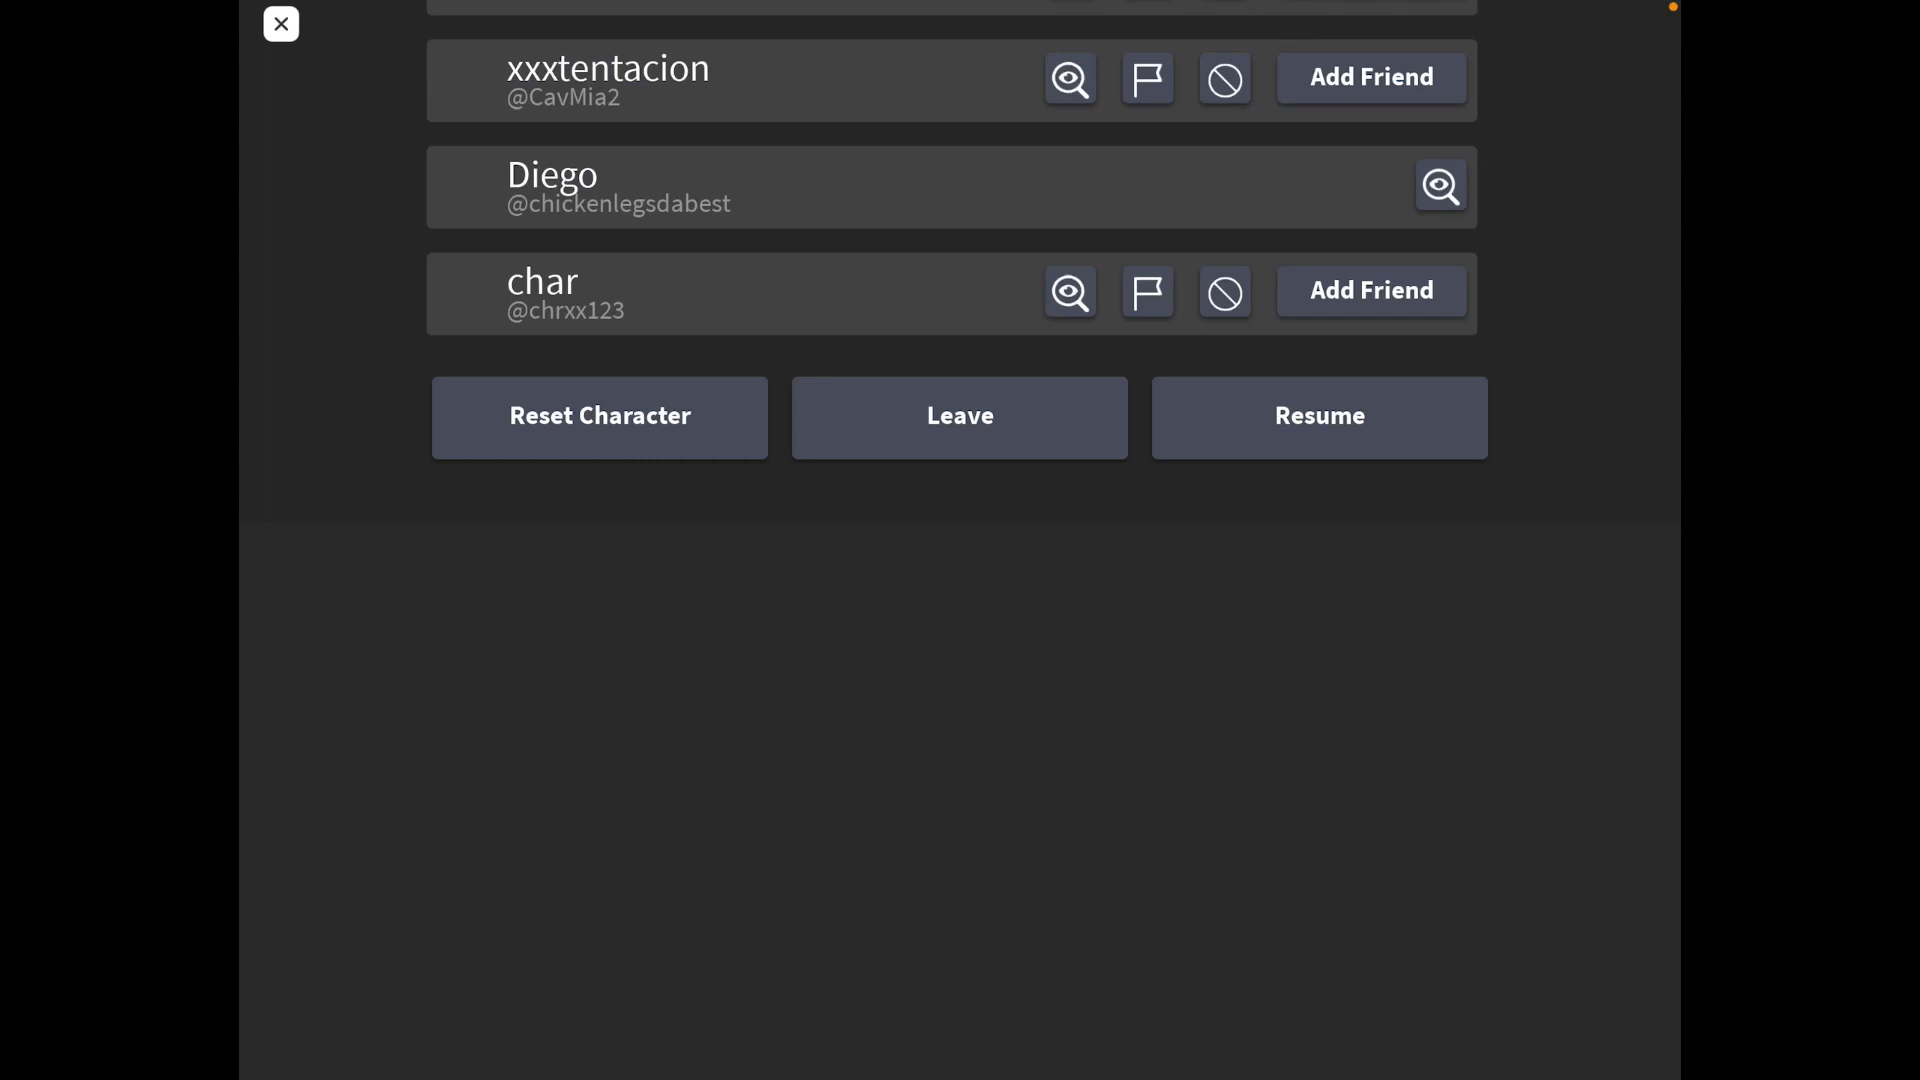 xxxtentacion
@CavMia2
Add Friend
Diego
@chickenlegsdabest
char
@chrxx123
Add Friend
Reset Character
Leave
Resume